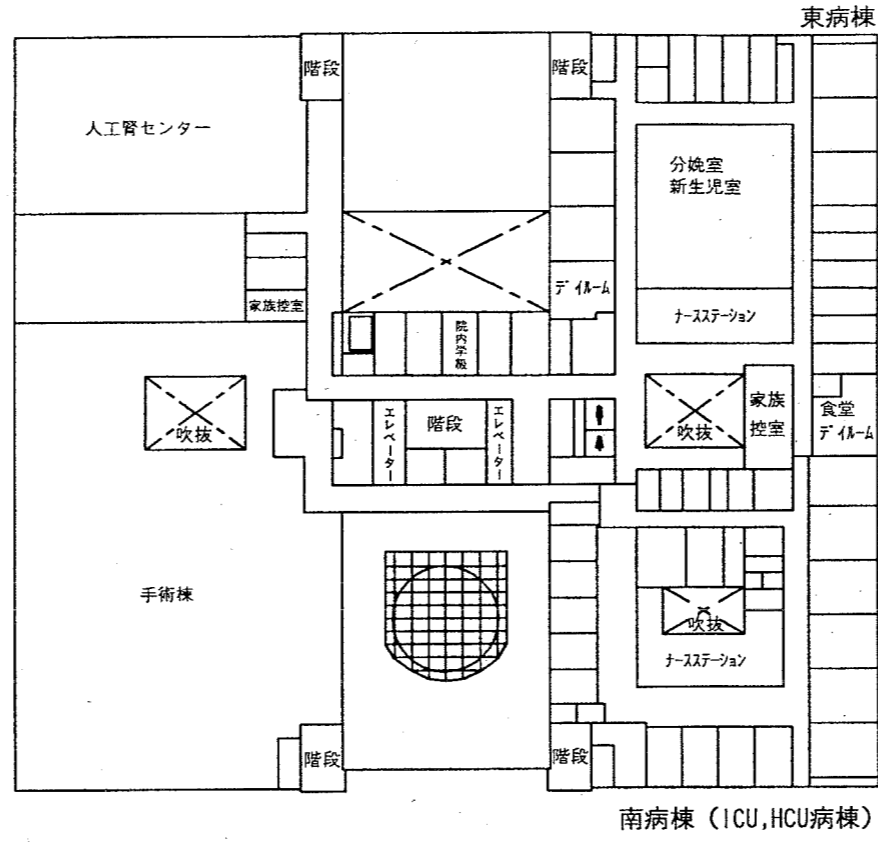 東病棟
階段
階段
人工腎センター
分娩室
新生児室
デイルーム
家族控室
ナースステーション
院内学級
吹抜
エレベーター
階段
エレベーター
吹抜
家族
控室
食堂
デイルーム
手術棟
吹抜
ナースステーション
階段
階段
南病棟（ICU,HCU病棟）